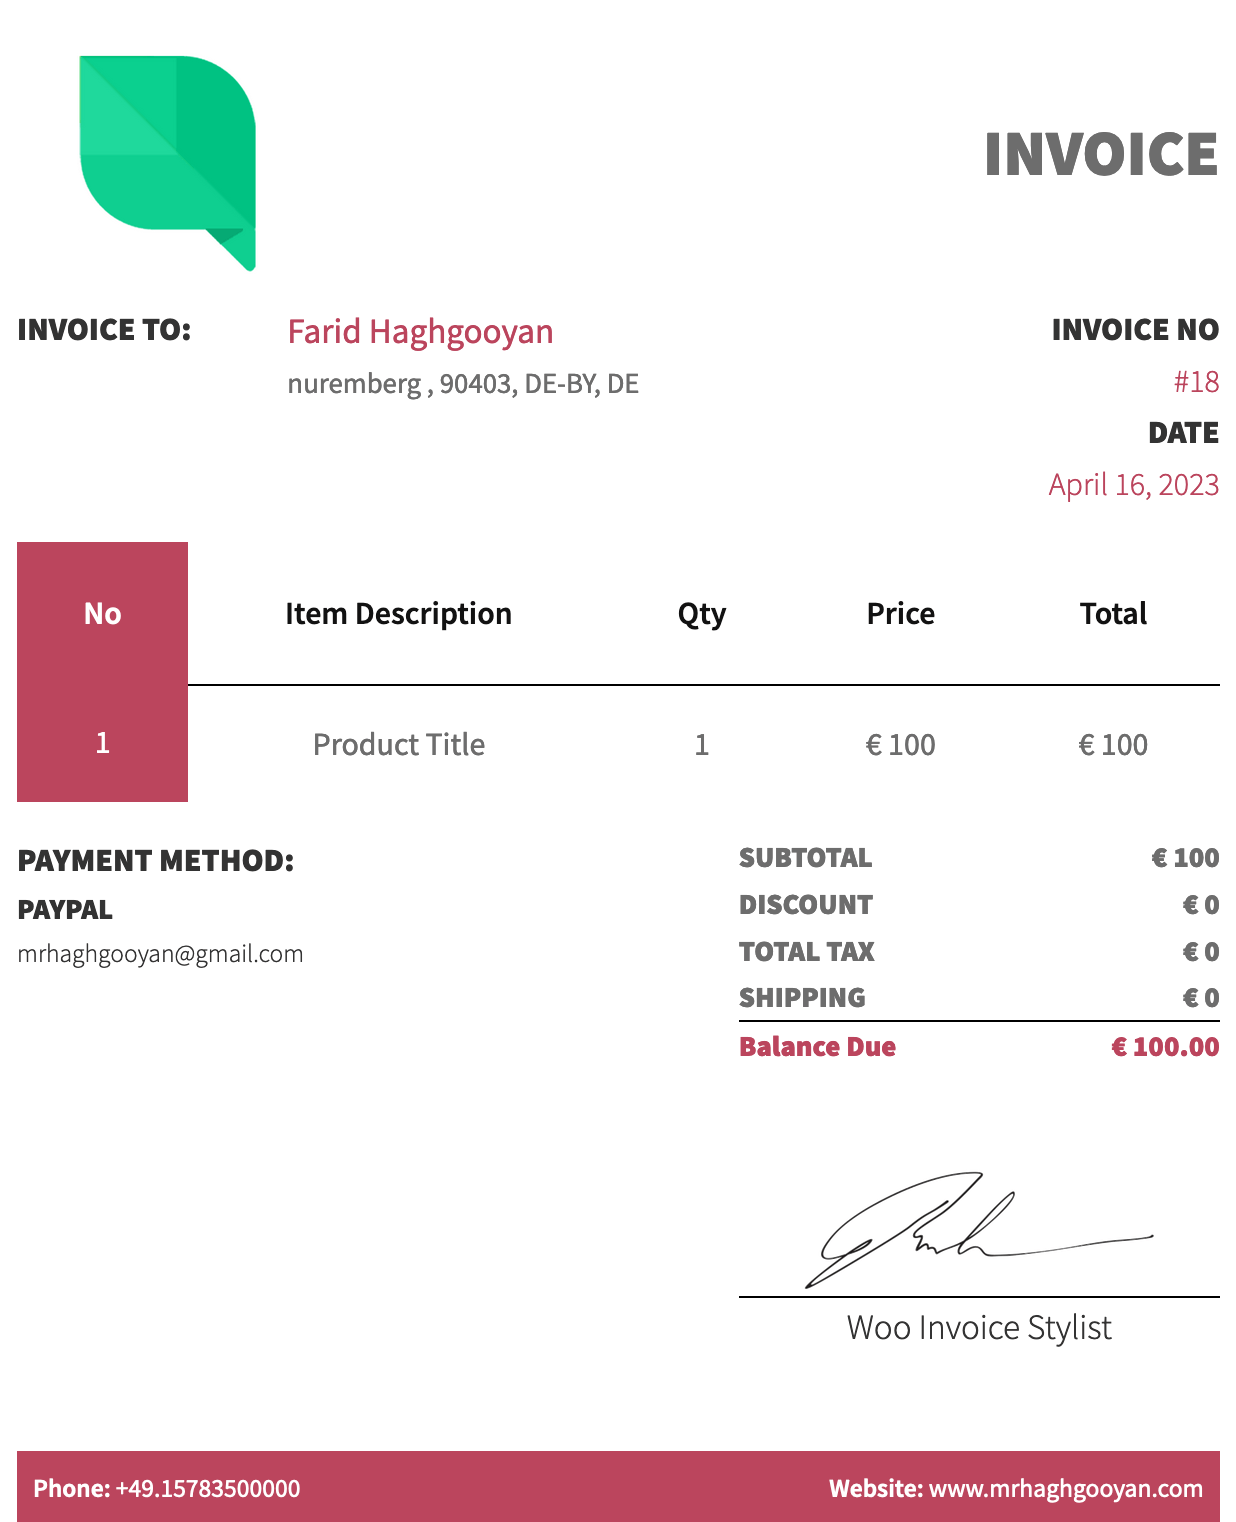 INVOICE
INVOICE TO:
Farid Haghgooyan
nuremberg , 90403, DE-BY, DE
INVOICE NO
#18
DATE
April 16, 2023
No Item Description Qty Price Total
1 Product Title 1 € 100 € 100
PAYMENT METHOD:
PAYPAL
mrhaghgooyan@gmail.com
SUBTOTAL € 100
DISCOUNT € 0
TOTAL TAX € 0
SHIPPING € 0
Balance Due € 100.00
Woo Invoice Stylist
Phone: +49.15783500000 Website: www.mrhaghgooyan.com